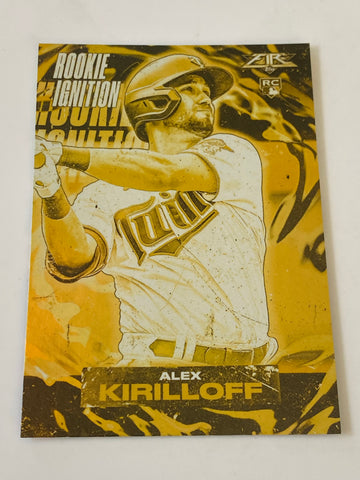 ROOKIE
IGNITION
FIRE
RC
Twins
ALEX
KIRILLOFF